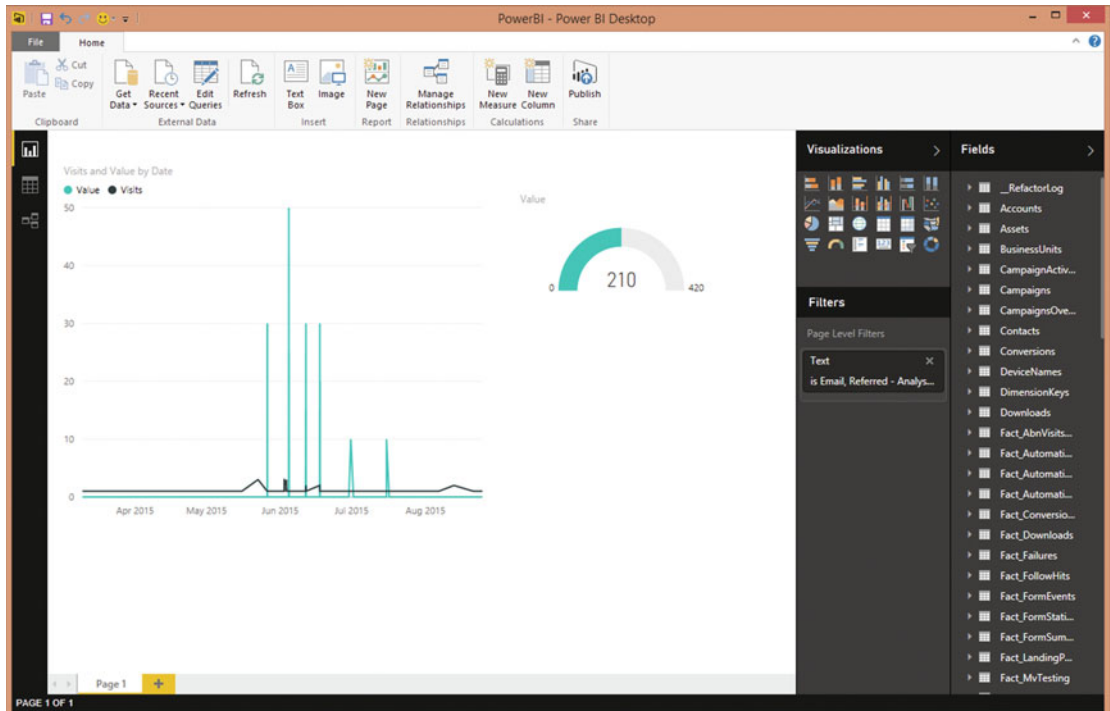 PowerBI - Power BI Desktop
File
Home
Paste
Cut
Copy
Get Data
Recent Sources
Edit Queries
Refresh
Text Box
Image
New Page
Manage Relationships
New Measure
New Column
Publish
Clipboard
External Data
Insert
Report
Relationships
Calculations
Share
Visits and Value by Date
Value
Visits
50
40
30
20
10
0
Apr 2015
May 2015
Jun 2015
Jul 2015
Aug 2015
Value
210
0
420
Visualizations
Filters
Page Level Filters
Text
is Email, Referred - Analys...
Fields
__RefactorLog
Accounts
Assets
BusinessUnits
CampaignActiv...
Campaigns
CampaignsOve...
Contacts
Conversions
DeviceNames
DimensionKeys
Downloads
Fact_AbnVisits...
Fact_Automati...
Fact_Automati...
Fact_Automati...
Fact_Conversio...
Fact_Downloads
Fact_Failures
Fact_FollowHits
Fact_FormEvents
Fact_FormStati...
Fact_FormSum...
Fact_LandingP...
Fact_MvTesting
Page 1
PAGE 1 OF 1